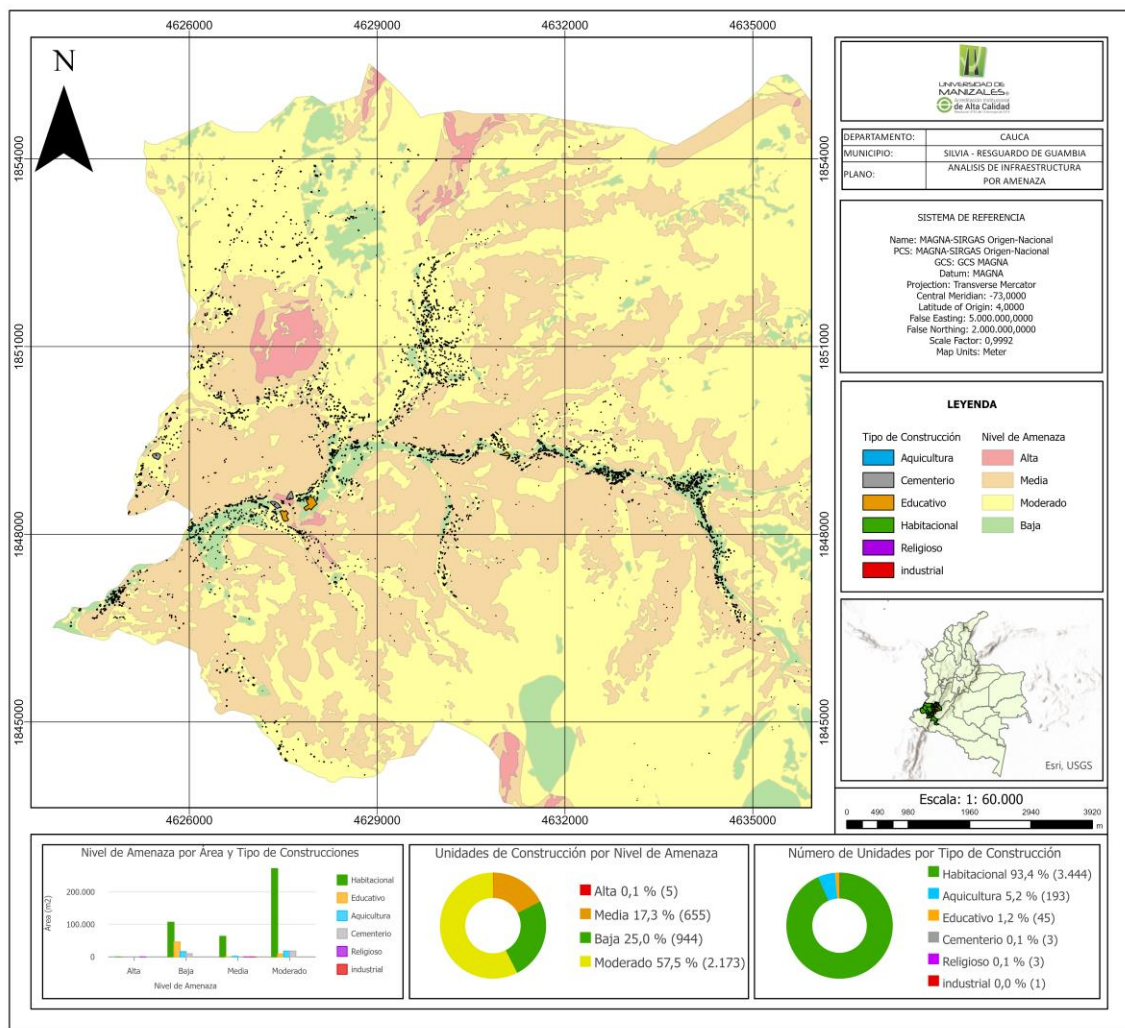 4626000
4629000
4632000
4635000
N
1854000
1851000
1848000
1845000
1854000
1851000
1848000
1845000
4626000
4629000
4632000
4635000
UNIVERSIDAD DE
MANIZALES
Acreditación Institucional
de Alta Calidad
DEPARTAMENTO: CAUCA
MUNICIPIO: SILVIA - RESGUARDO DE GUAMBIA
PLANO: ANALISIS DE INFRAESTRUCTURA
POR AMENAZA
SISTEMA DE REFERENCIA
Name: MAGNA-SIRGAS Origen-Nacional
PCS: MAGNA-SIRGAS Origen-Nacional
GCS: GCS MAGNA
Datum: MAGNA
Projection: Transverse Mercator
Central Meridian: -73,0000
Latitude of Origin: 4,0000
False Easting: 5.000.000,0000
False Northing: 2.000.000,0000
Scale Factor: 0,9992
Map Units: Meter
LEYENDA
Tipo de Construcción
Aquicultura
Cementerio
Educativo
Habitacional
Religioso
industrial
Nivel de Amenaza
Alta
Media
Moderado
Baja
Esri, USGS
Escala: 1: 60.000
0 490 980 1960 2940 3920
m
Nivel de Amenaza por Área y Tipo de Construcciones
Área (m2)
200.000
100.000
0
Alta Baja Media Moderado
Nivel de Amenaza
Habitacional
Educativo
Aquicultura
Cementerio
Religioso
industrial
Unidades de Construcción por Nivel de Amenaza
Alta 0,1 % (5)
Media 17,3 % (655)
Baja 25,0 % (944)
Moderado 57,5 % (2.173)
Número de Unidades por Tipo de Construcción
Habitacional 93,4 % (3.444)
Aquicultura 5,2 % (193)
Educativo 1,2 % (45)
Cementerio 0,1 % (3)
Religioso 0,1 % (3)
industrial 0,0 % (1)